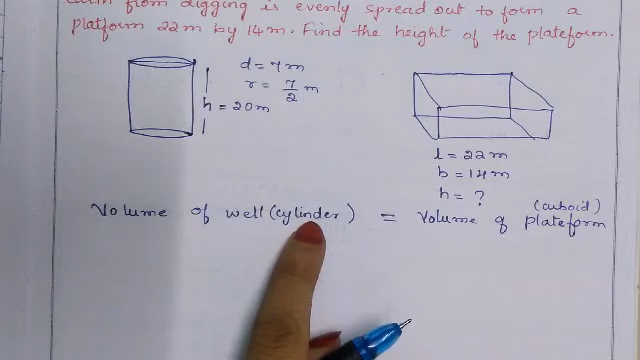 earth from digging is evenly spread out to form a
platform 22m by 14m. Find the height of the plateform.
d = 7m
r = 7/2 m
h = 20m
l = 22m
b = 14m
h = ?
Volume of well (cylinder) = Volume of plateform (cuboid)